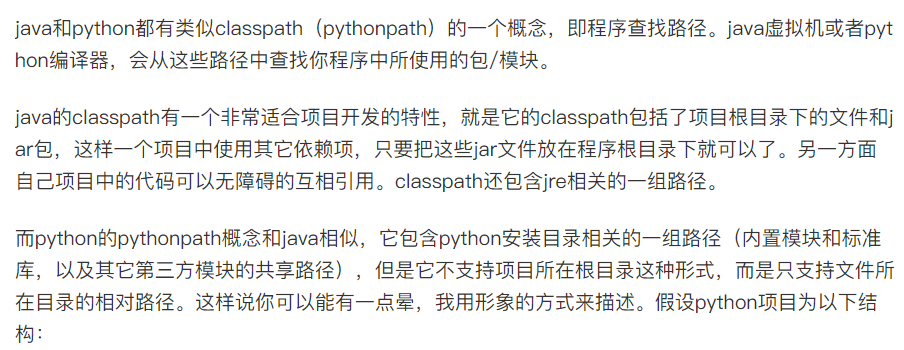 java和python都有类似classpath（pythonpath）的一个概念，即程序查找路径。java虚拟机或者pyt
hon编译器，会从这些路径中查找你程序中所使用的包/模块。
java的classpath有一个非常适合项目开发的特性，就是它的classpath包括了项目根目录下的文件和j
ar包，这样一个项目中使用其它依赖项，只要把这些jar文件放在程序根目录下就可以了。另一方面
自己项目中的代码可以无障碍的互相引用。classpath还包含jre相关的一组路径。
而python的pythonpath概念和java相似，它包含python安装目录相关的一组路径（内置模块和标准
库，以及其它第三方模块的共享路径），但是它不支持项目所在根目录这种形式，而是只支持文件所
在目录的相对路径。这样说你可以能有一点晕，我用形象的方式来描述。假设python项目为以下结
构：